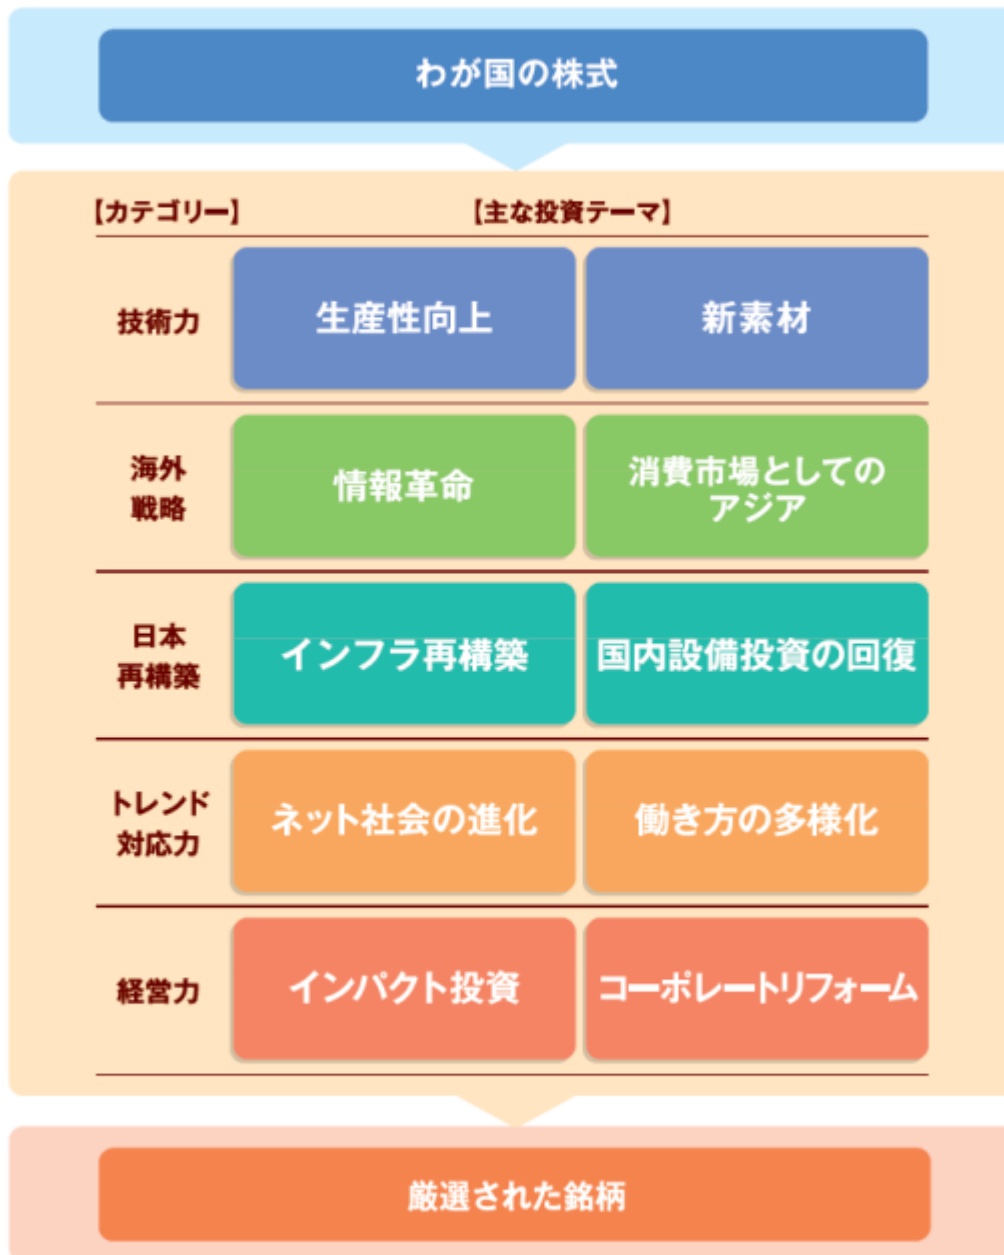 わが国の株式
【カテゴリー】
【主な投資テーマ】
技術力
生産性向上
新素材
海外
戦略
情報革命
消費市場としての
アジア
日本
再構築
インフラ再構築
国内設備投資の回復
トレンド
対応力
ネット社会の進化
働き方の多様化
経営力
インパクト投資
コーポレートリフォーム
厳選された銘柄